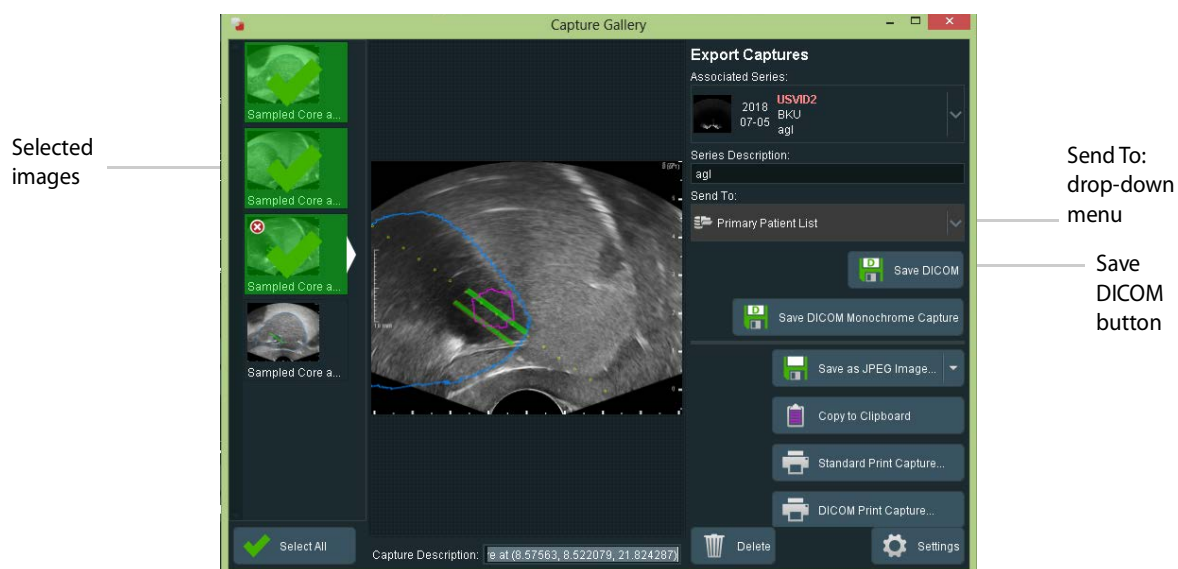 Capture Gallery
Selected
images
Sampled Core a...
Sampled Core a...
Sampled Core a...
Sampled Core a...
Select All
Capture Description:
e at (8.57563, 8.522079, 21.824287)
Export Captures
Associated Series:
2018
07-05
USVID2
BKU
agl
Series Description:
agl
Send To:
Primary Patient List
Save DICOM
Save DICOM Monochrome Capture
Save as JPEG Image...
Copy to Clipboard
Standard Print Capture...
DICOM Print Capture...
Delete
Settings
Send To:
drop-down
menu
Save
DICOM
button